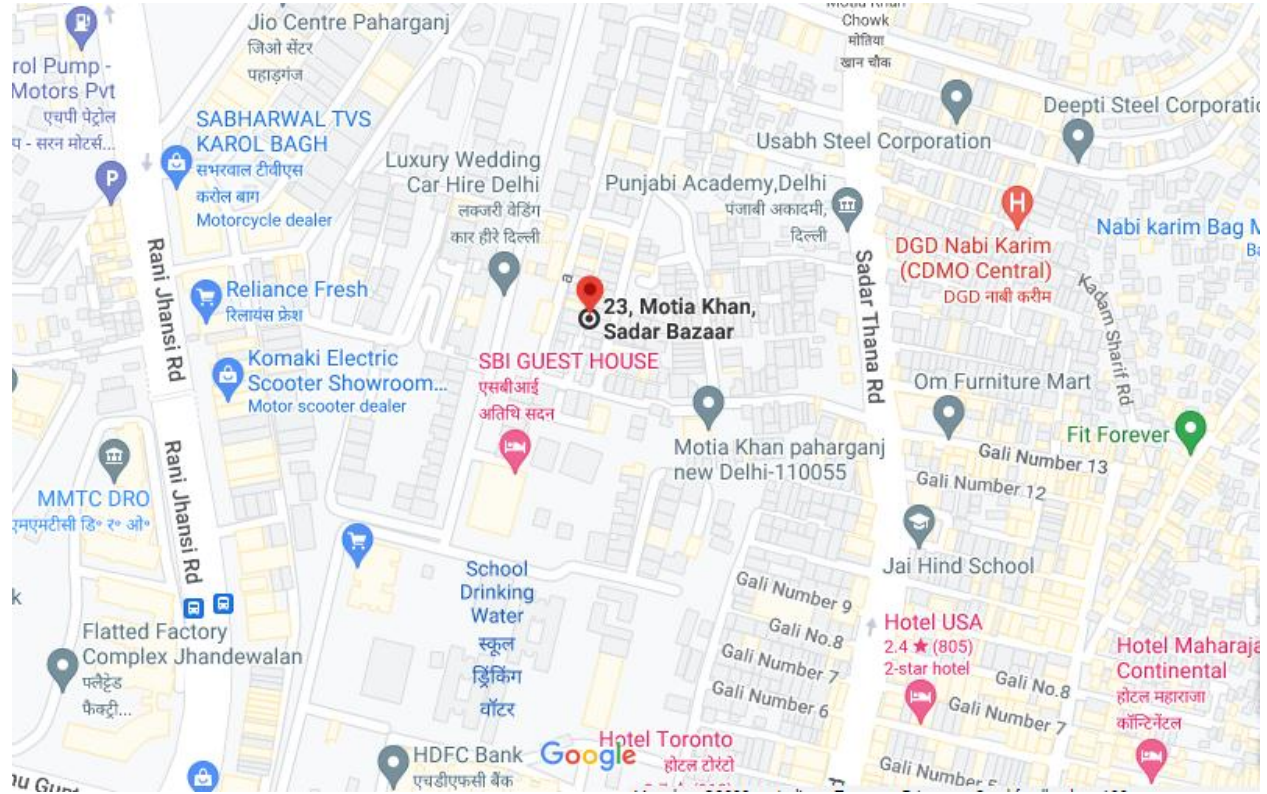 Jio Centre Paharganj
जिओ सेंटर
पहाड़गंज
Chowk
मोतिया
खान चौक
rol Pump -
Motors Pvt
एचपी पेट्रोल
प - सरन मोटर्स...
P
SABHARWAL TVS
KAROL BAGH
सभरवाल टीवीएस
करोल बाग
Motorcycle dealer
Luxury Wedding
Car Hire Delhi
लक्जरी वेडिंग
कार हीरे दिल्ली
Usabh Steel Corporation
Deepti Steel Corporatio
Punjabi Academy,Delhi
पंजाबी अकादमी,
दिल्ली
H
DGD Nabi Karim
(CDMO Central)
DGD नाबी करीम
Nabi karim Bag M
Ba
Rani Jhansi Rd
Reliance Fresh
रिलायंस फ्रेश
a
23, Motia Khan,
Sadar Bazaar
Sadar Thana Rd
Kadam Sharif Rd
Komaki Electric
Scooter Showroom...
Motor scooter dealer
SBI GUEST HOUSE
एसबीआई
अतिथि सदन
Om Furniture Mart
Motia Khan paharganj
new Delhi-110055
Fit Forever
Gali Number 13
Gali Number 12
MMTC DRO
एमएमटीसी डि॰ र॰ ओ॰
Rani Jhansi Rd
Jai Hind School
School
Drinking
Water
स्कूल
ड्रिंकिंग
वॉटर
Gali Number 9
Gali No.8
Gali Number 7
Gali Number 6
k
Flatted Factory
Complex Jhandewalan
फ्लैट्टेड
फैक्ट्री...
Hotel USA
2.4 ★ (805)
2-star hotel
Gali No.8
Gali Number 7
Hotel Maharaja
Continental
होटल महाराजा
कॉन्टिनेंटल
HDFC Bank
एचडीएफसी बैंक
Google
Hotel Toronto
होटल टोरंटो
Gali Number 5